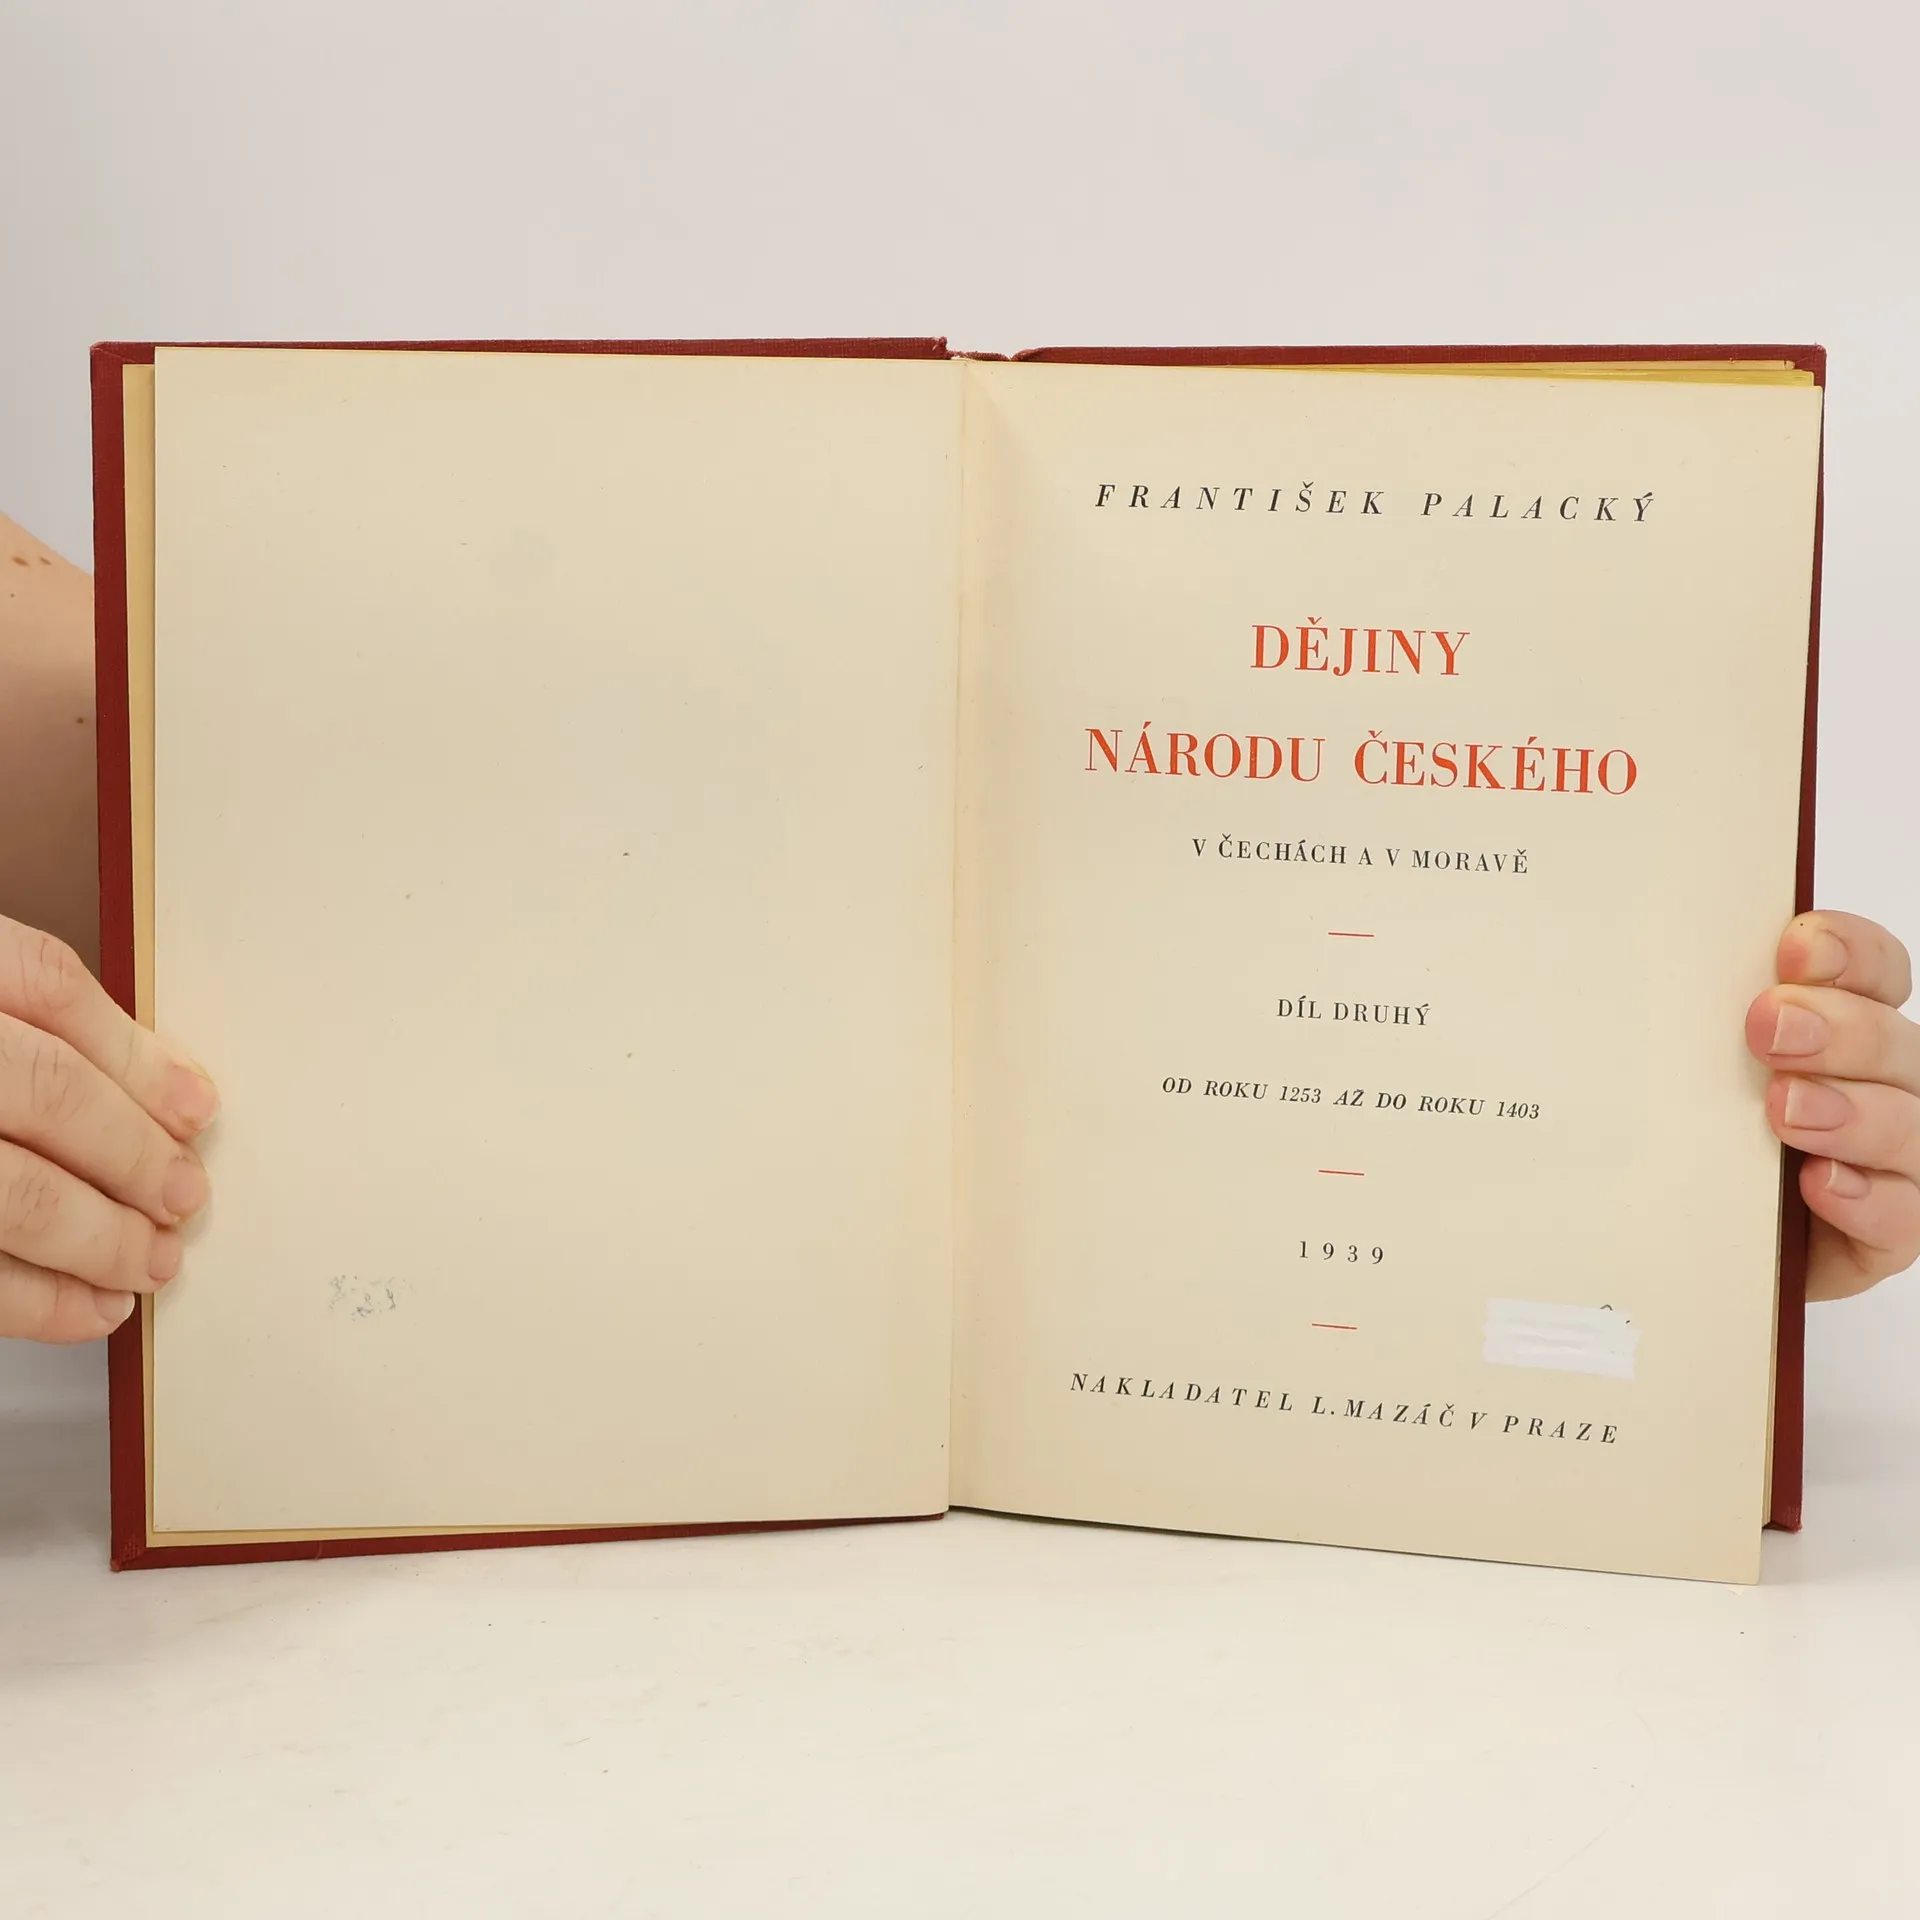 FRANTIŠEK PALACKÝ
DĚJINY
NÁRODU ČESKÉHO
V ČECHÁCH A V MORAVĚ
DÍL DRUHÝ
OD ROKU 1253 AŽ DO ROKU 1403
1939
NAKLADATEL L. MAZÁČ V PRAZE